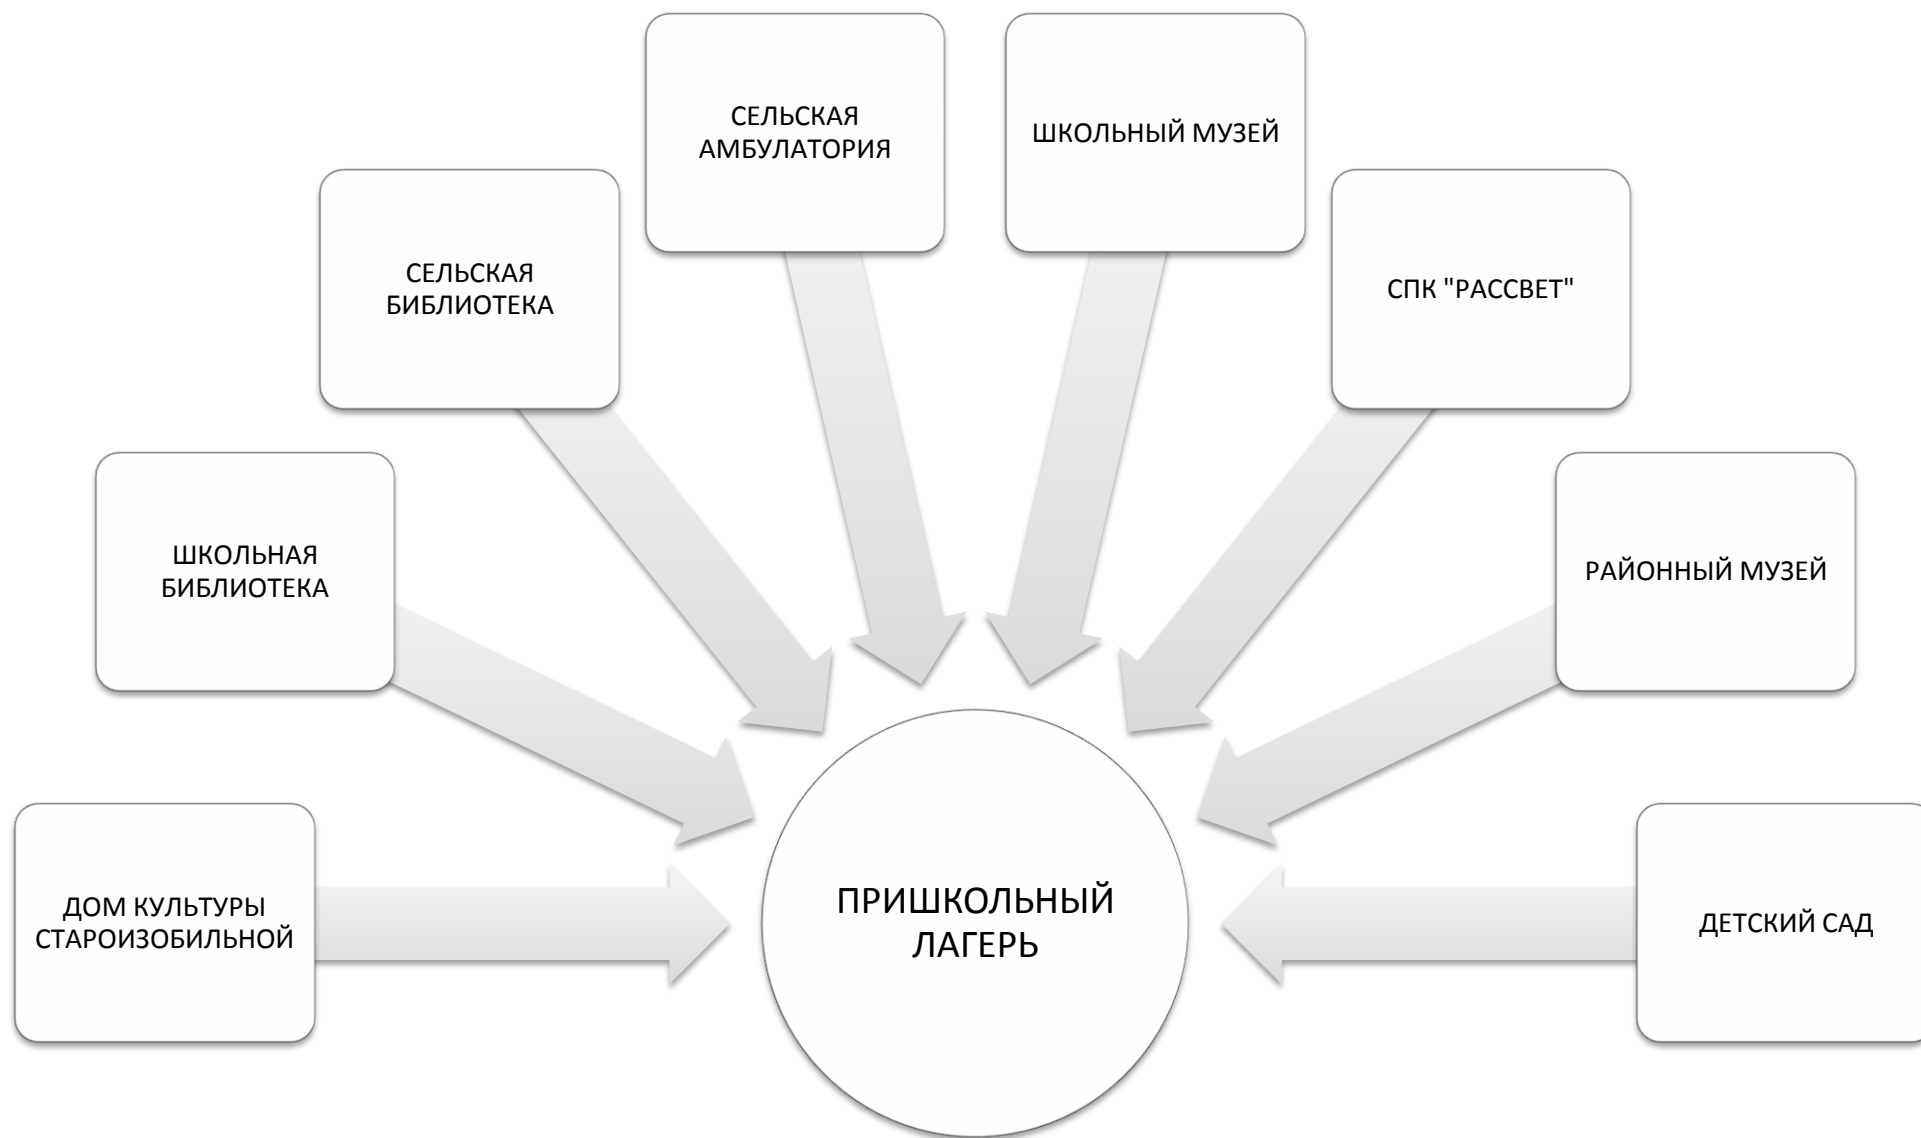 СЕЛЬСКАЯ
АМБУЛАТОРИЯ
ШКОЛЬНЫЙ МУЗЕЙ
СЕЛЬСКАЯ
БИБЛИОТЕКА
СПК "РАССВЕТ"
ШКОЛЬНАЯ
БИБЛИОТЕКА
РАЙОННЫЙ МУЗЕЙ
ДОМ КУЛЬТУРЫ
СТАРОИЗОБИЛЬНОЙ
ПРИШКОЛЬНЫЙ
ЛАГЕРЬ
ДЕТСКИЙ САД